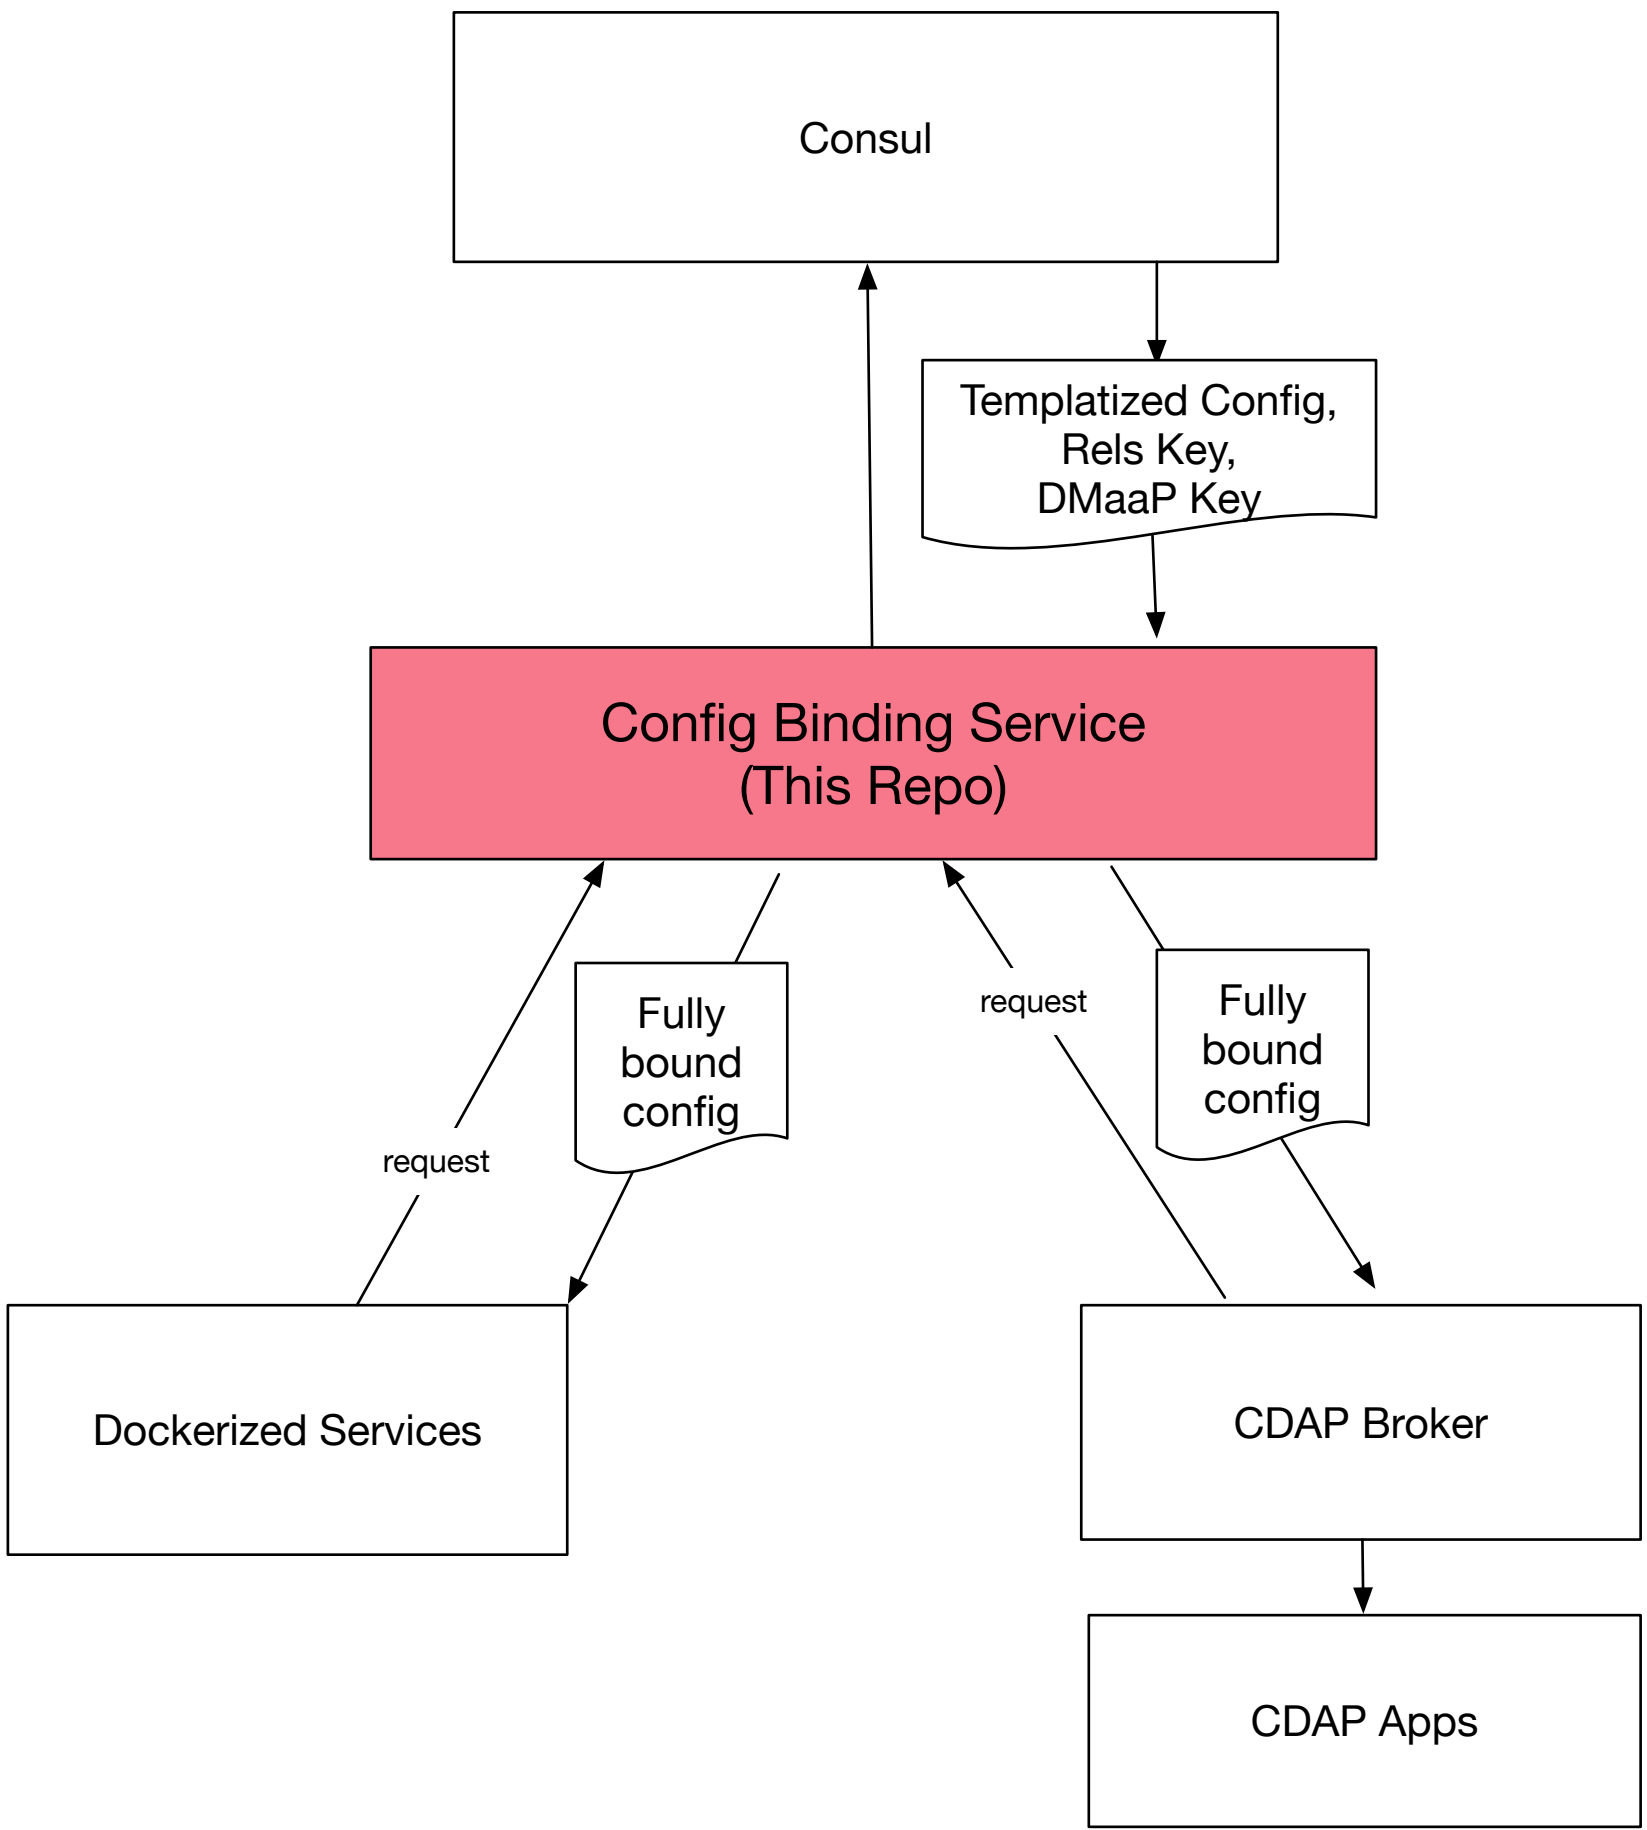 Consul
Templatized Config,
Rels Key,
DMaaP Key
Config Binding Service
(This Repo)
request
Fully
bound
config
request
Fully
bound
config
Dockerized Services
CDAP Broker
CDAP Apps